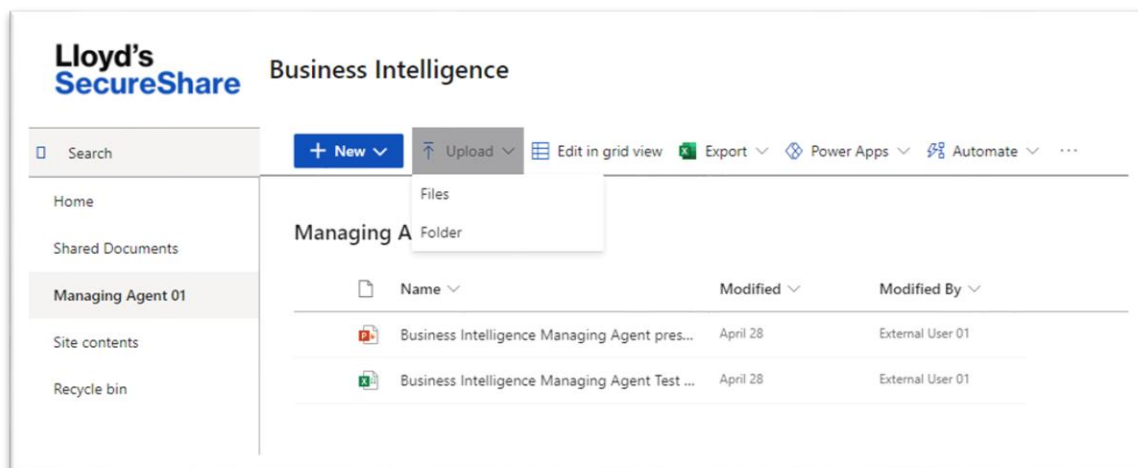 Lloyd's
SecureShare
Business Intelligence
Search
New Upload Edit in grid view Export Power Apps Automate ...
Files
Folder
Home
Shared Documents
Managing Agent 01
Site contents
Recycle bin
Managing A
Name Modified Modified By
Business Intelligence Managing Agent pres... April 28 External User 01
Business Intelligence Managing Agent Test ... April 28 External User 01